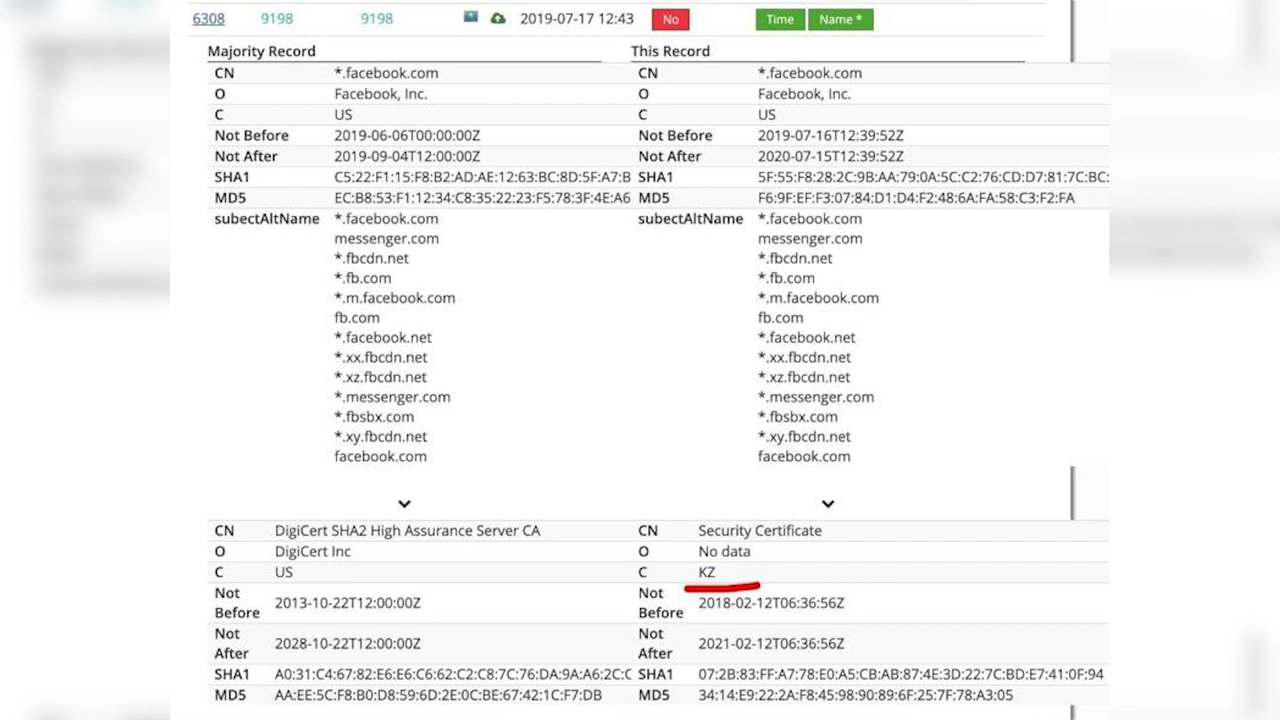 6308 9198 9198 2019-07-17 12:43 No Time Name *
Majority Record This Record
CN *.facebook.com CN *.facebook.com
O Facebook, Inc. O Facebook, Inc.
C US C US
Not Before 2019-06-06T00:00:00Z Not Before 2019-07-16T12:39:52Z
Not After 2019-09-04T12:00:00Z Not After 2020-07-15T12:39:52Z
SHA1 C5:22:F1:15:F8:B2:AD:AE:12:63:BC:8D:5F:A7:B SHA1 5F:55:F8:28:2C:9B:AA:79:0A:5C:C2:76:CD:D7:81:7C:BC:
MD5 EC:B8:53:F1:12:34:C8:35:22:23:F5:78:3F:4E:A6 MD5 F6:9F:EF:F3:07:84:D1:D4:F2:48:6A:FA:58:C3:F2:FA
subectAltName *.facebook.com subectAltName *.facebook.com
messenger.com messenger.com
*.fbcdn.net *.fbcdn.net
*.fb.com *.fb.com
*.m.facebook.com *.m.facebook.com
fb.com fb.com
*.facebook.net *.facebook.net
*.xx.fbcdn.net *.xx.fbcdn.net
*.xz.fbcdn.net *.xz.fbcdn.net
*.messenger.com *.messenger.com
*.fbsbx.com *.fbsbx.com
*.xy.fbcdn.net *.xy.fbcdn.net
facebook.com facebook.com
CN DigiCert SHA2 High Assurance Server CA CN Security Certificate
O DigiCert Inc O No data
C US C KZ
Not Before 2013-10-22T12:00:00Z Not Before 2018-02-12T06:36:56Z
Not After 2028-10-22T12:00:00Z Not After 2021-02-12T06:36:56Z
SHA1 A0:31:C4:67:82:E6:E6:C6:62:C2:C8:7C:76:DA:9A:A6:2C:C SHA1 07:2B:83:FF:A7:78:E0:A5:CB:AB:87:4E:3D:22:7C:BD:E7:41:0F:94
MD5 AA:EE:5C:F8:B0:D8:59:6D:2E:0C:BE:67:42:1C:F7:DB MD5 34:14:E9:22:2A:F8:45:98:90:89:6F:25:7F:78:A3:05